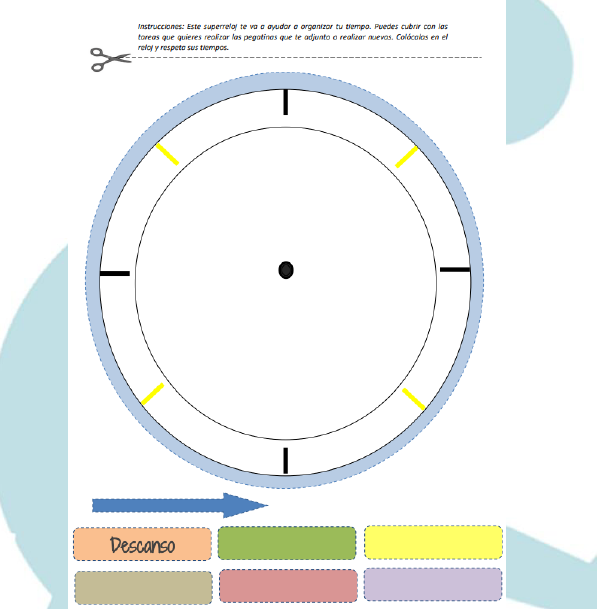 Instrucciones: Este superreloj te va a ayudar a organizar tu tiempo. Puedes cubrir con las
tareas que quieres realizar las pegatinas que te adjunto o realizar nuevas. Colócalas en el
reloj y respeta sus tiempos.
Descanso